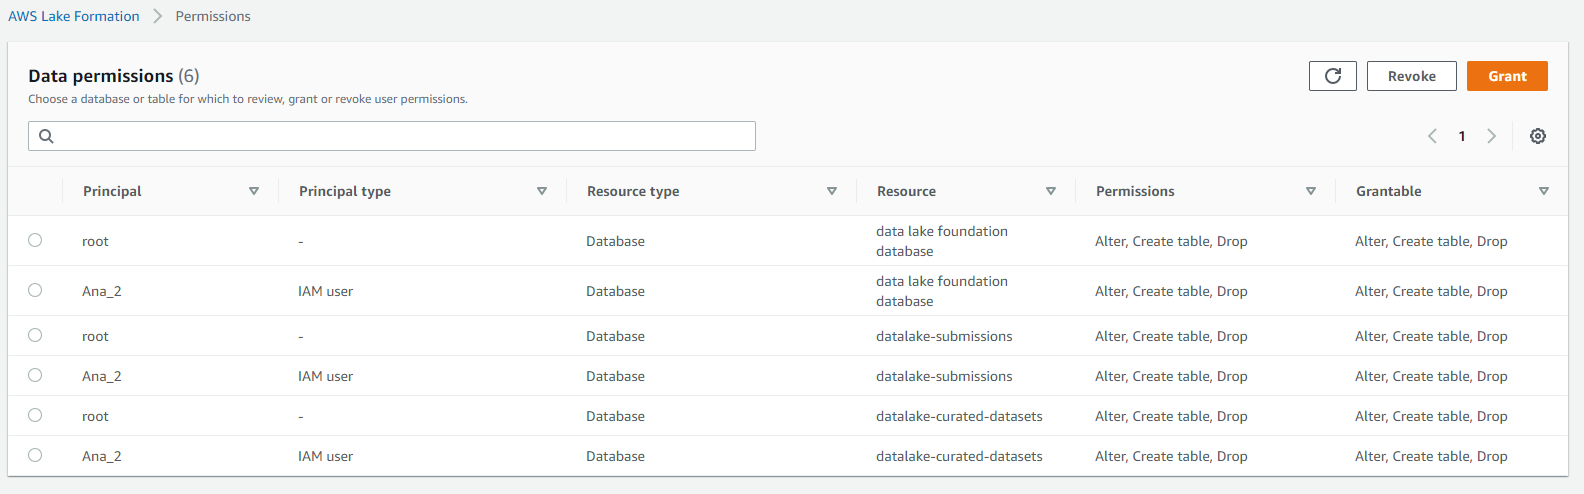 AWS Lake Formation Permissions
Data permissions (6)
Revoke
Grant
Choose a database or table for which to review, grant or revoke user permissions.
1
Principal Principal type Resource type Resource Permissions Grantable
root - Database data lake foundation database Alter, Create table, Drop Alter, Create table, Drop
Ana_2 IAM user Database data lake foundation database Alter, Create table, Drop Alter, Create table, Drop
root - Database datalake-submissions Alter, Create table, Drop Alter, Create table, Drop
Ana_2 IAM user Database datalake-submissions Alter, Create table, Drop Alter, Create table, Drop
root - Database datalake-curated-datasets Alter, Create table, Drop Alter, Create table, Drop
Ana_2 IAM user Database datalake-curated-datasets Alter, Create table, Drop Alter, Create table, Drop